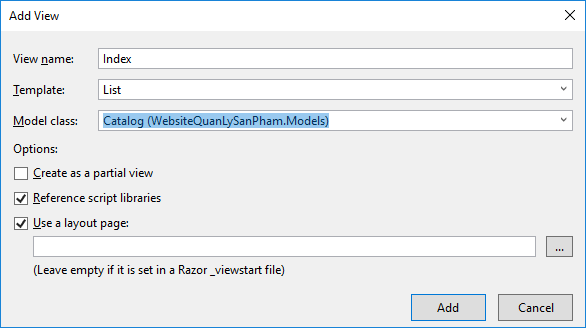 Add View
View name:
Index
Template:
List
Model class:
Catalog (WebsiteQuanLySanPham.Models)
Options:
Create as a partial view
Reference script libraries
Use a layout page:
...
(Leave empty if it is set in a Razor _viewstart file)
Add
Cancel